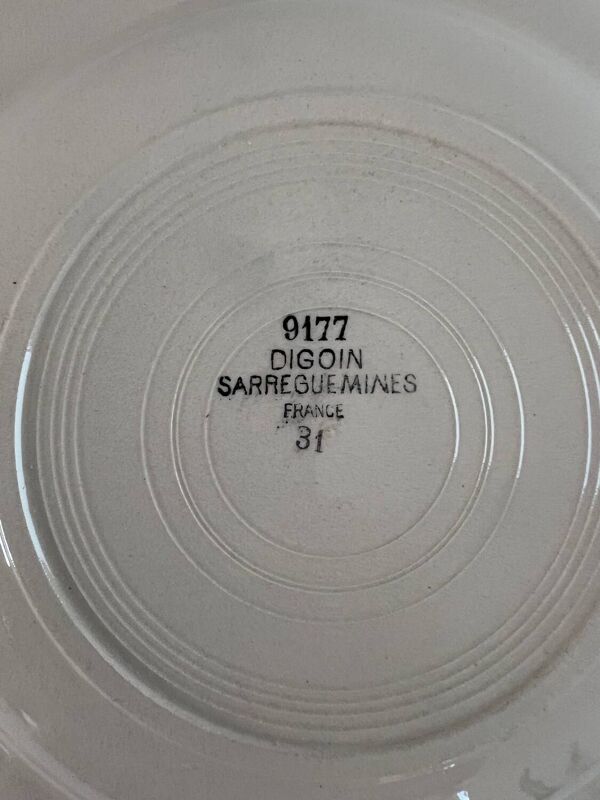 9177
DIGOIN
SARREGUEMINES
FRANCE
31